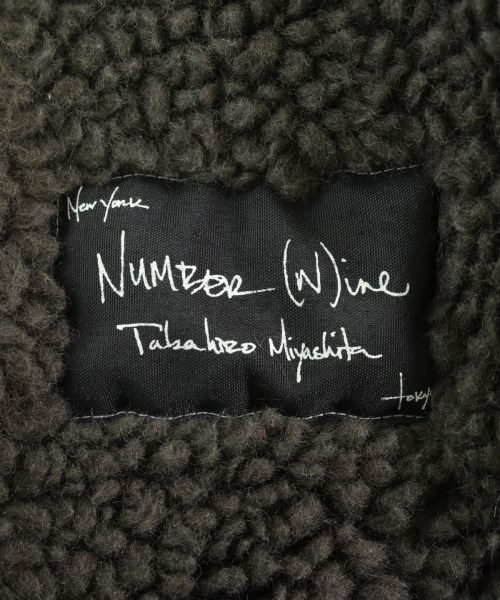 New York
NUMBER (N)ine
Takahiro Miyashita
tokyo